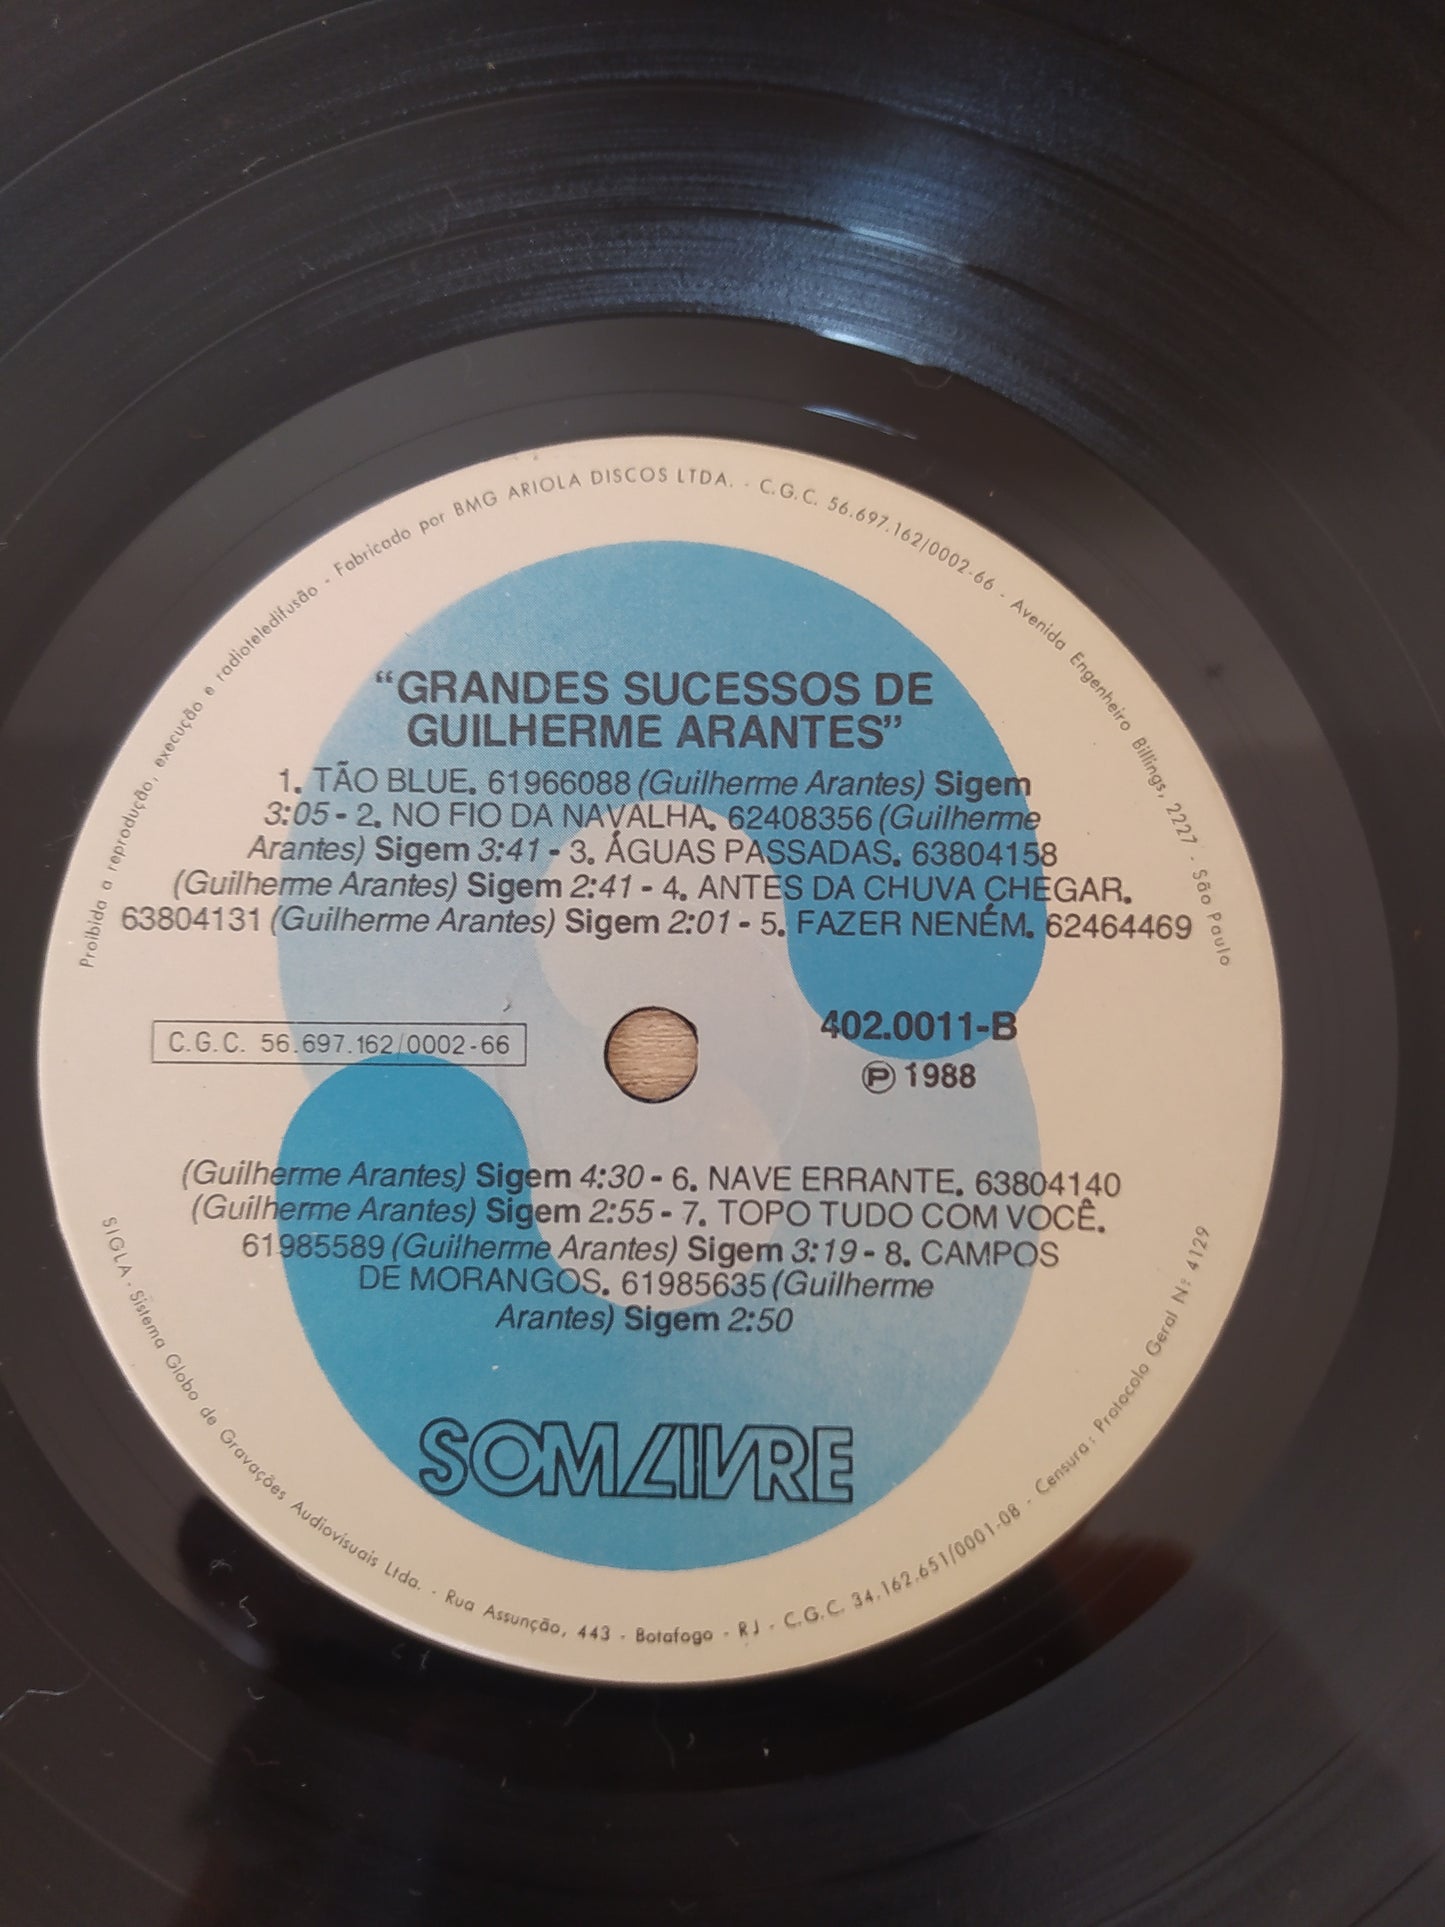 Proibida a reprodução, execução e radioteledifusão - Fabricado por BMG ARIOLA DISCOS LTDA. - C.G.C. 56.697.162/0002-66 - Avenida Engenheiro Billings, 2227 - São Paulo
“GRANDES SUCESSOS DE
GUILHERME ARANTES”
1. TÃO BLUE. 61966088 (Guilherme Arantes) Sigem
3:05 - 2. NO FIO DA NAVALHA. 62408356 (Guilherme
Arantes) Sigem 3:41 - 3. ÁGUAS PASSADAS. 63804158
(Guilherme Arantes) Sigem 2:41 - 4. ANTES DA CHUVA CHEGAR.
63804131 (Guilherme Arantes) Sigem 2:01 - 5. FAZER NENÉM. 62464469
C.G.C. 56.697.162/0002-66
402.0011-B
Ⓟ 1988
(Guilherme Arantes) Sigem 4:30 - 6. NAVE ERRANTE. 63804140
(Guilherme Arantes) Sigem 2:55 - 7. TOPO TUDO COM VOCÊ.
61985589 (Guilherme Arantes) Sigem 3:19 - 8. CAMPOS
DE MORANGOS. 61985635 (Guilherme
Arantes) Sigem 2:50
SOM LIVRE
SIGLA - Sistema Globo de Gravações Audiovisuais Ltda. - Rua Assunção, 443 - Botafogo - RJ - C.G.C. 34.162.651/0001-08 - Censura: Protocolo Geral Nº 4129